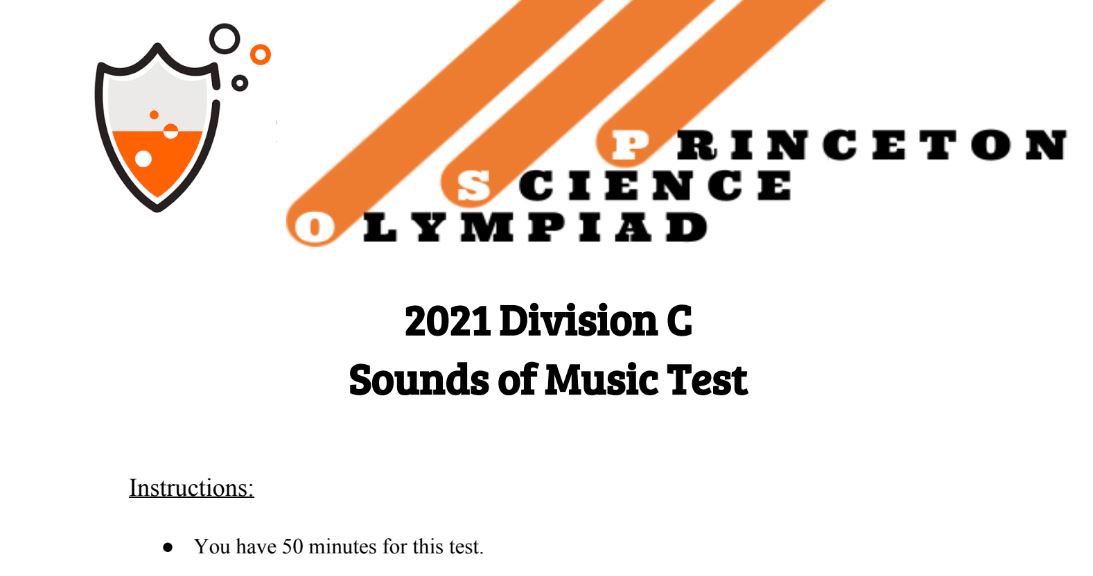 PRINCETON
SCIENCE
OLYMPIAD
2021 Division C
Sounds of Music Test
Instructions:
● You have 50 minutes for this test.